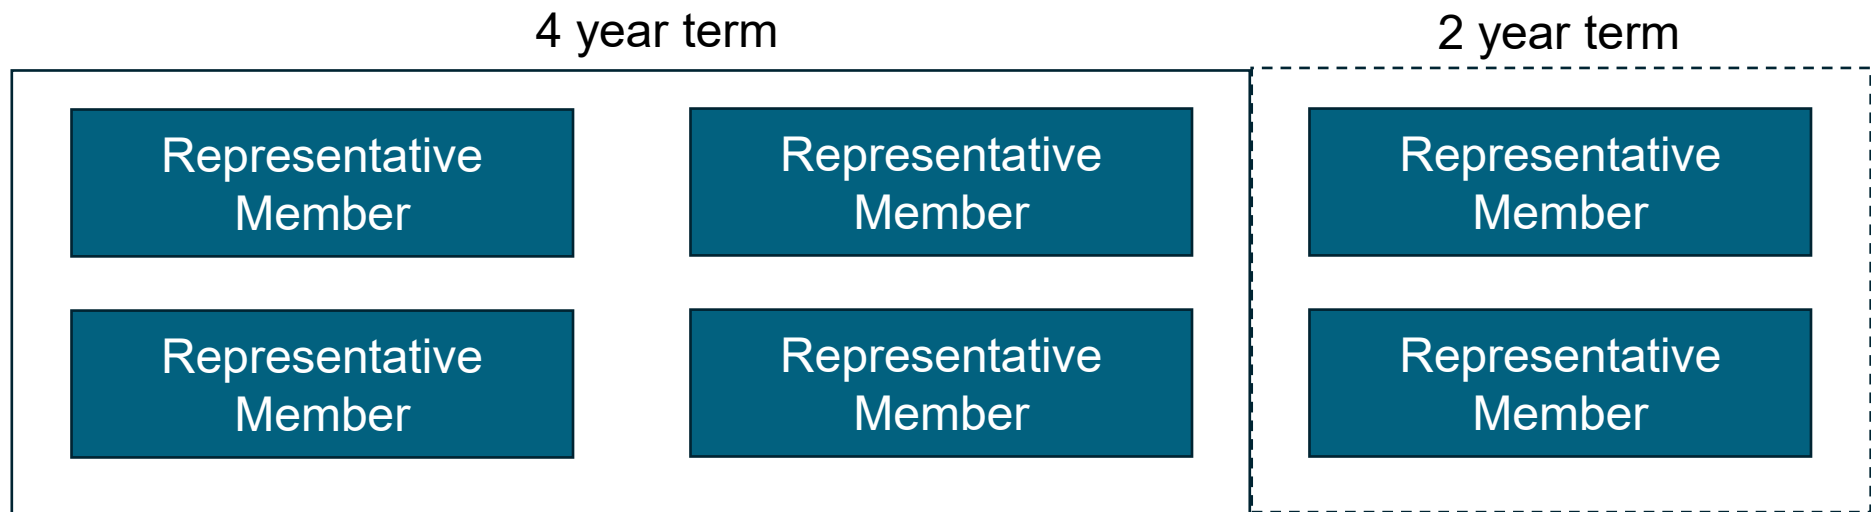 4 year term
2 year term
Representative
Member
Representative
Member
Representative
Member
Representative
Member
Representative
Member
Representative
Member